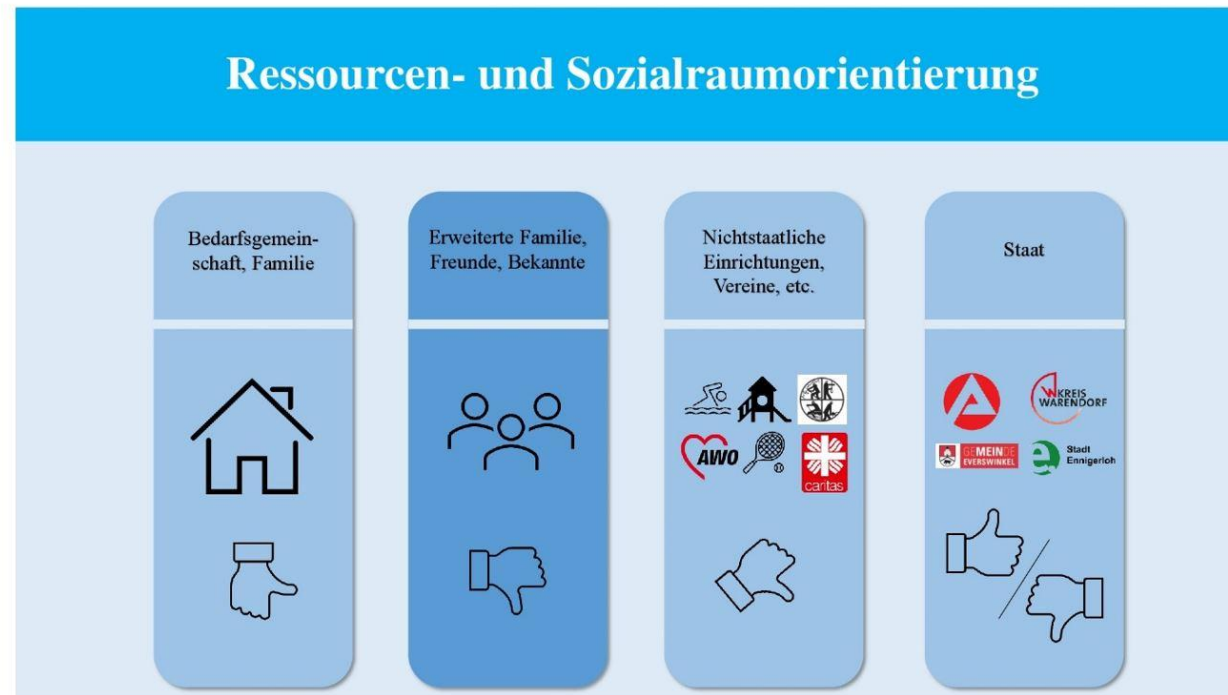 Ressourcen- und Sozialraumorientierung
Bedarfsgemein-
schaft, Familie
Erweiterte Familie,
Freunde, Bekannte
Nichtstaatliche
Einrichtungen,
Vereine, etc.
Staat
AWO
caritas
KREIS
WARENDORF
GEMEINDE
EVERSWINKEL
Stadt
Ennigerloh